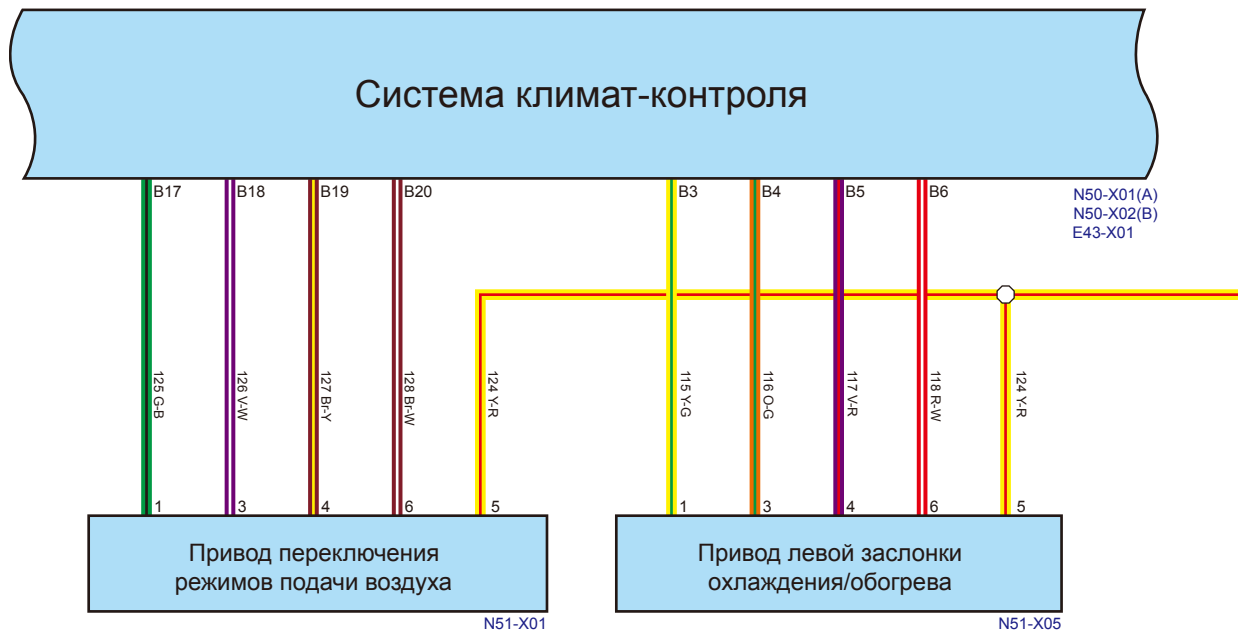 Система климат-контроля
B17 B18 B19 B20 B3 B4 B5 B6
N50-X01(A)
N50-X02(B)
E43-X01
125 G-B
126 V-W
127 Br-Y
128 Br-W
124 Y-R
115 Y-G
116 O-G
117 V-R
118 R-W
124 Y-R
1 3 4 6 5 1 3 4 6 5
Привод переключения
режимов подачи воздуха
N51-X01
Привод левой заслонки
охлаждения/обогрева
N51-X05